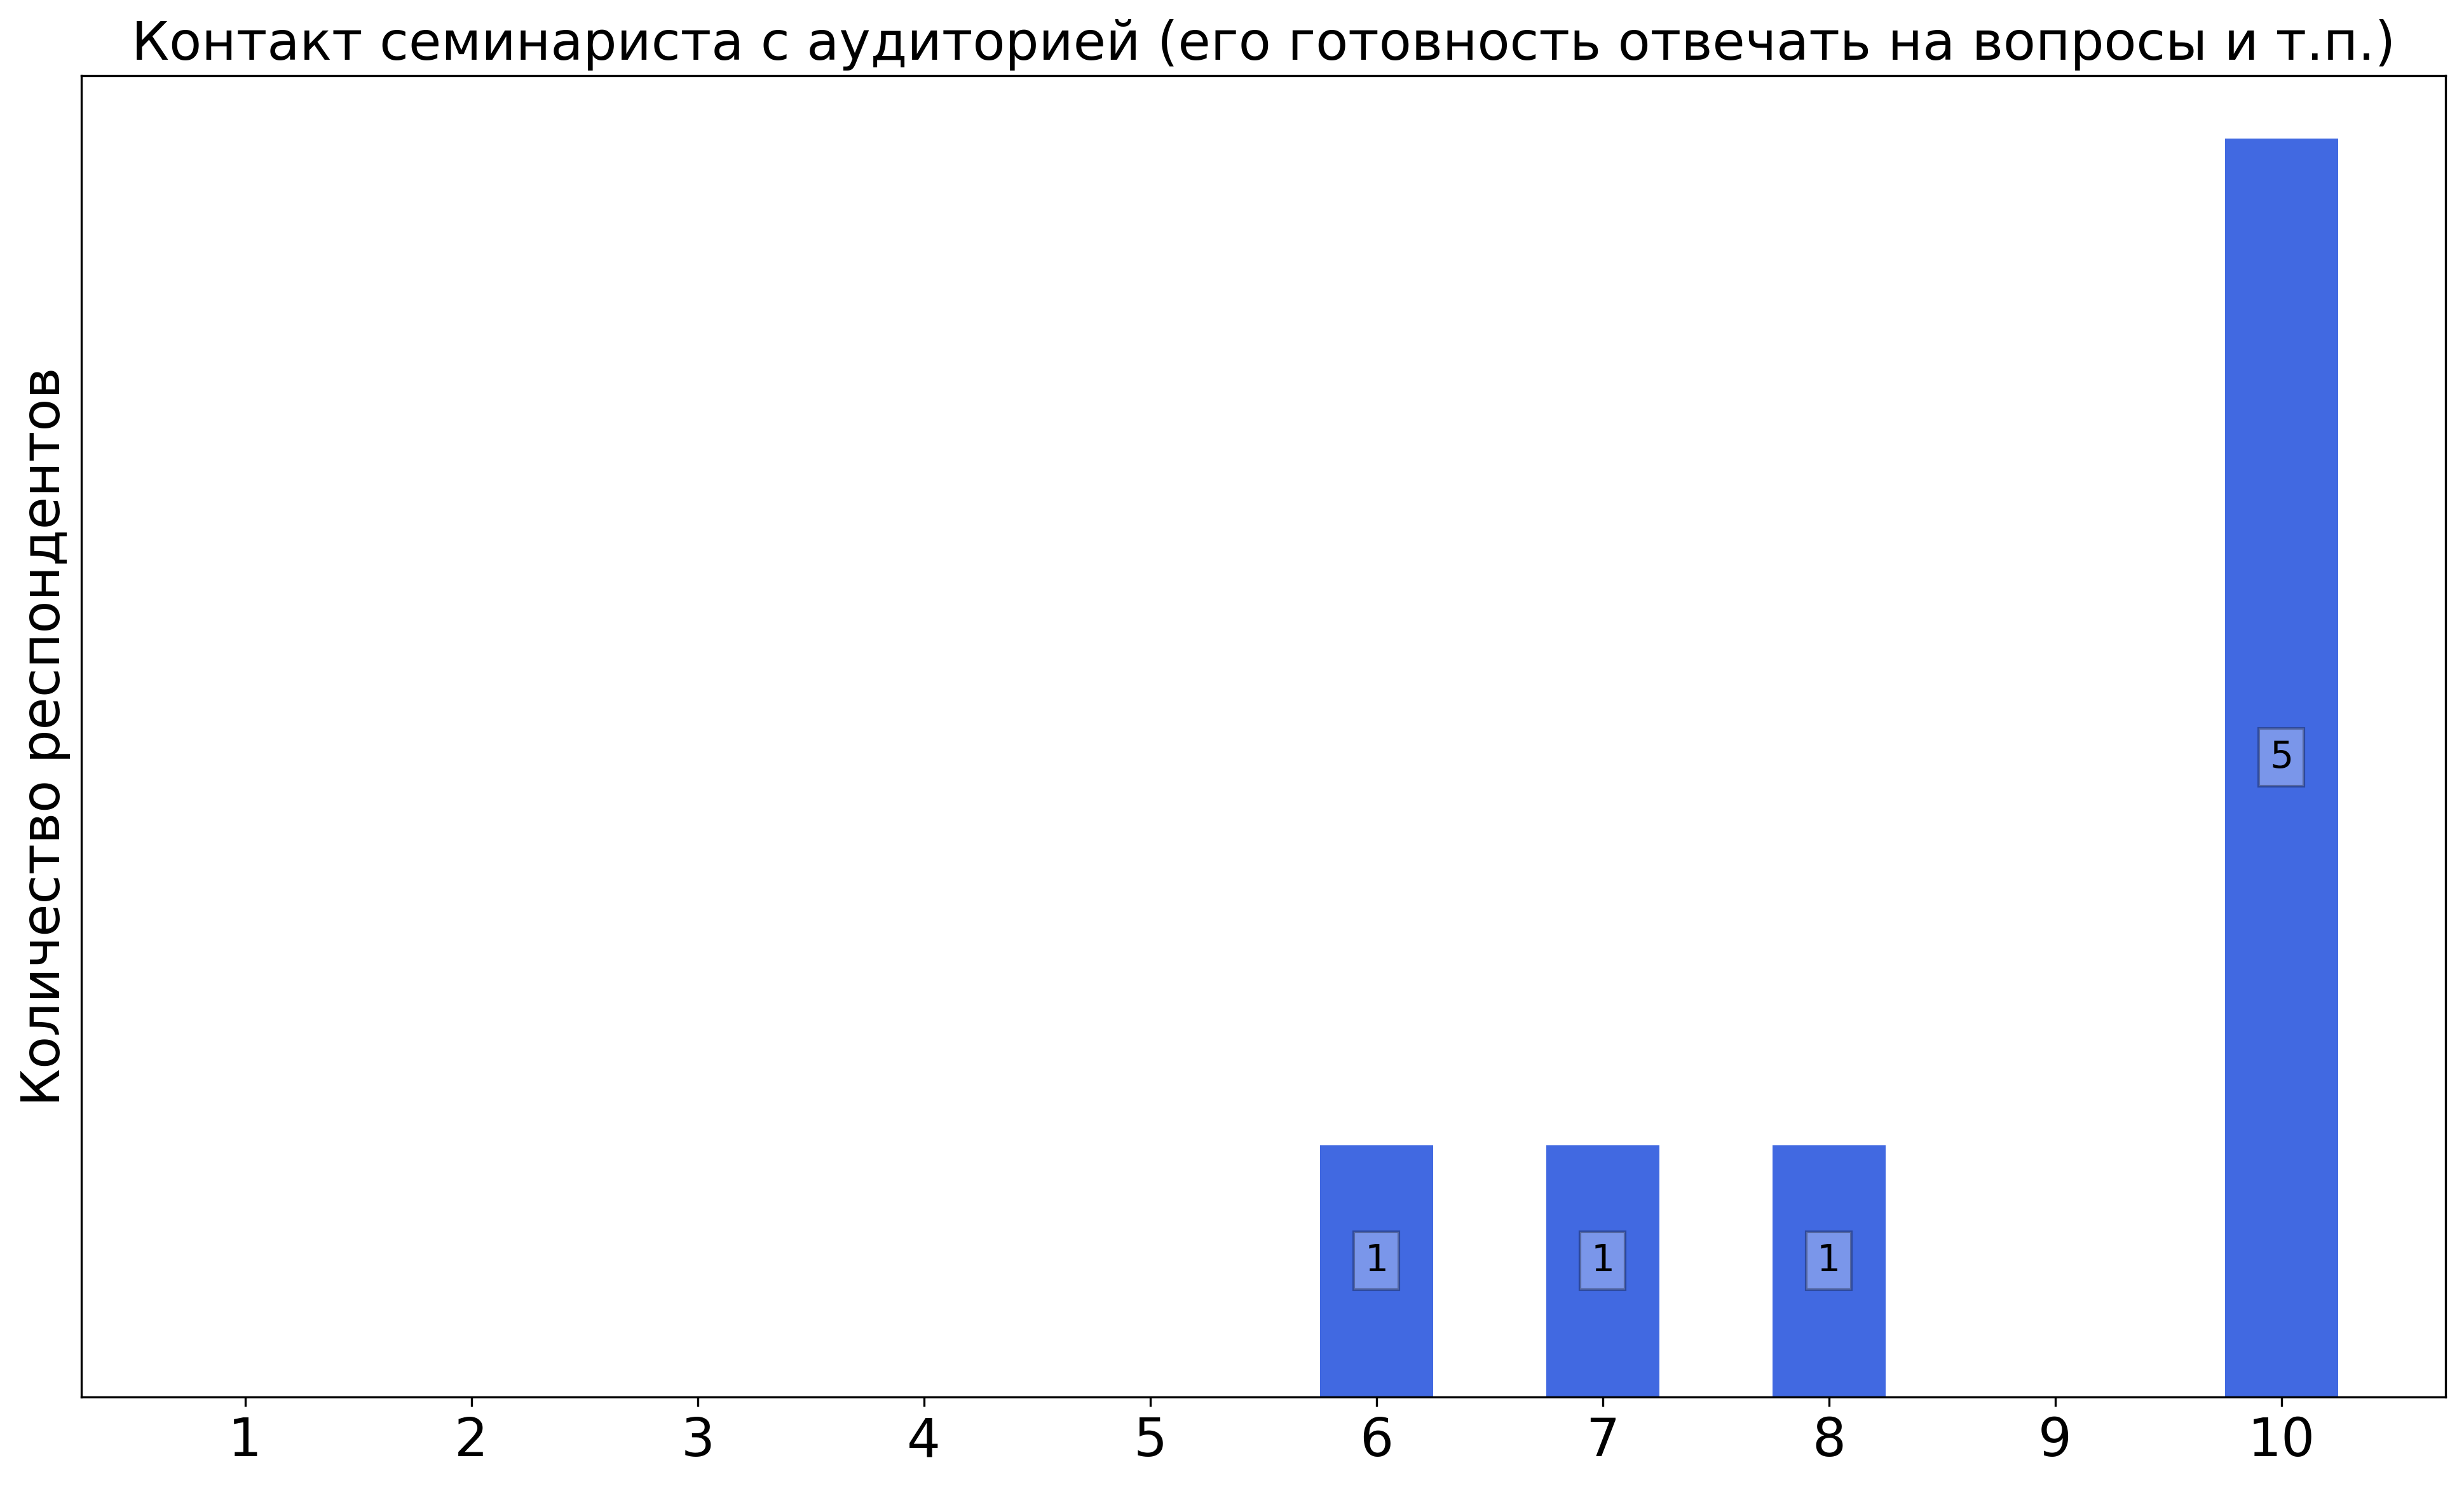 Контакт семинариста с аудиторией (его готовность отвечать на вопросы и т.п.)
Количество респондентов
5
1 1 1
1 2 3 4 5 6 7 8 9 10